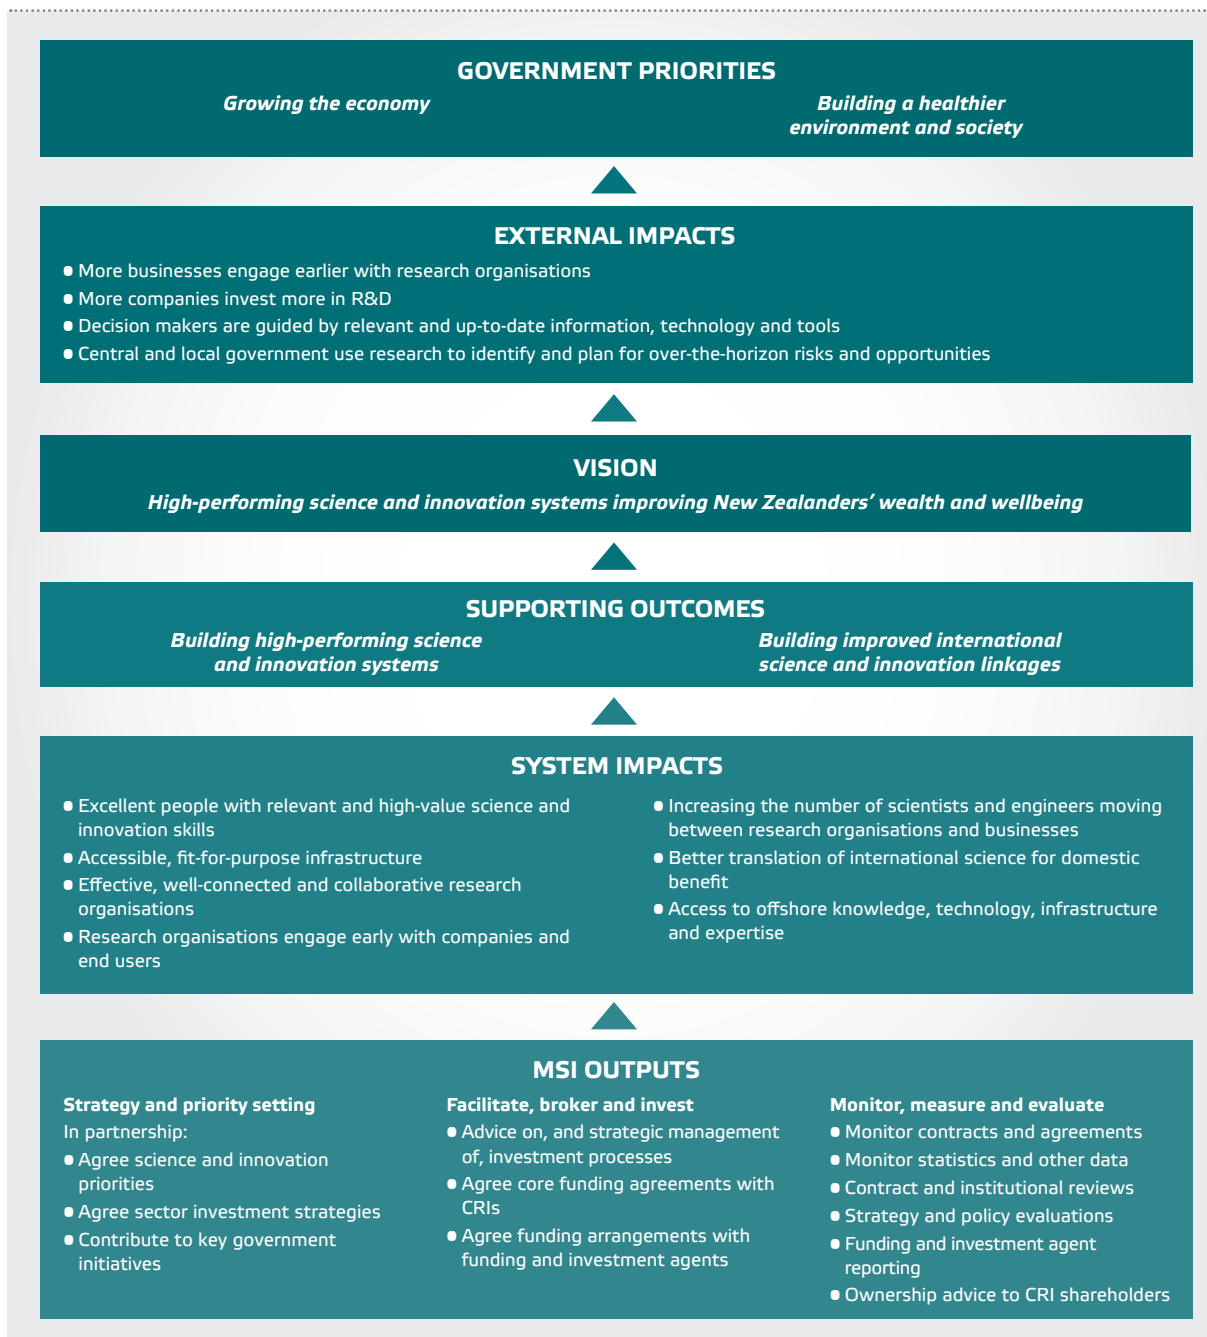 GOVERNMENT PRIORITIES
Growing the economy
Building a healthier
environment and society
EXTERNAL IMPACTS
• More businesses engage earlier with research organisations
• More companies invest more in R&D
• Decision makers are guided by relevant and up-to-date information, technology and tools
• Central and local government use research to identify and plan for over-the-horizon risks and opportunities
VISION
High-performing science and innovation systems improving New Zealanders’ wealth and wellbeing
SUPPORTING OUTCOMES
Building high-performing science
and innovation systems
Building improved international
science and innovation linkages
SYSTEM IMPACTS
• Excellent people with relevant and high-value science and
innovation skills
• Accessible, fit-for-purpose infrastructure
• Effective, well-connected and collaborative research
organisations
• Research organisations engage early with companies and
end users
• Increasing the number of scientists and engineers moving
between research organisations and businesses
• Better translation of international science for domestic
benefit
• Access to offshore knowledge, technology, infrastructure
and expertise
MSI OUTPUTS
Strategy and priority setting
In partnership:
• Agree science and innovation
priorities
• Agree sector investment strategies
• Contribute to key government
initiatives
Facilitate, broker and invest
• Advice on, and strategic management
of, investment processes
• Agree core funding agreements with
CRIs
• Agree funding arrangements with
funding and investment agents
Monitor, measure and evaluate
• Monitor contracts and agreements
• Monitor statistics and other data
• Contract and institutional reviews
• Strategy and policy evaluations
• Funding and investment agent
reporting
• Ownership advice to CRI shareholders